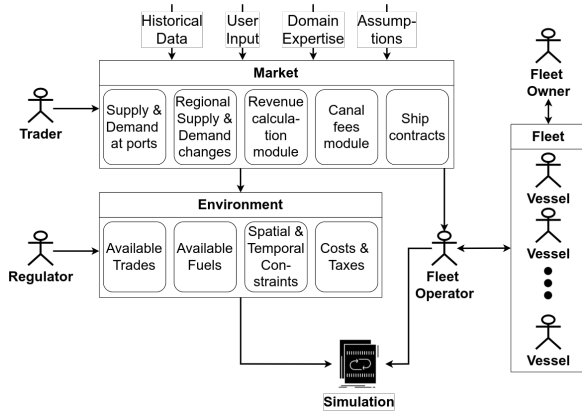 Historical
Data
User
Input
Domain
Expertise
Assump-
tions
Market
Supply &
Demand
at ports
Regional
Supply &
Demand
changes
Revenue
calcula-
tion
module
Canal
fees
module
Ship
contracts
Trader
Fleet
Owner
Fleet
Vessel
Vessel
Vessel
Environment
Available
Trades
Available
Fuels
Spatial &
Temporal
Con-
straints
Costs &
Taxes
Regulator
Fleet
Operator
Simulation